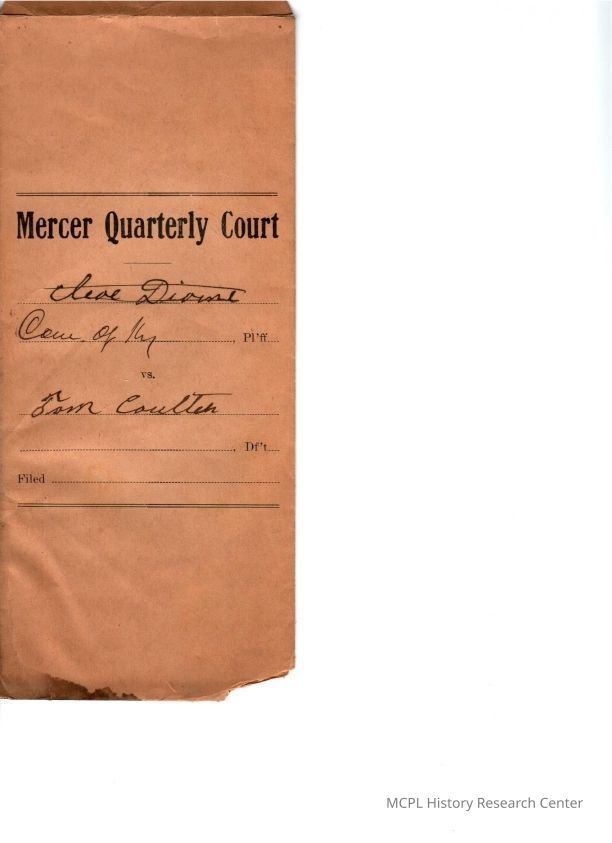 Mercer Quarterly Court
Com. of Ky Pl'ff
vs.
Tom Coulter
Df't
Filed
MCPL History Research Center